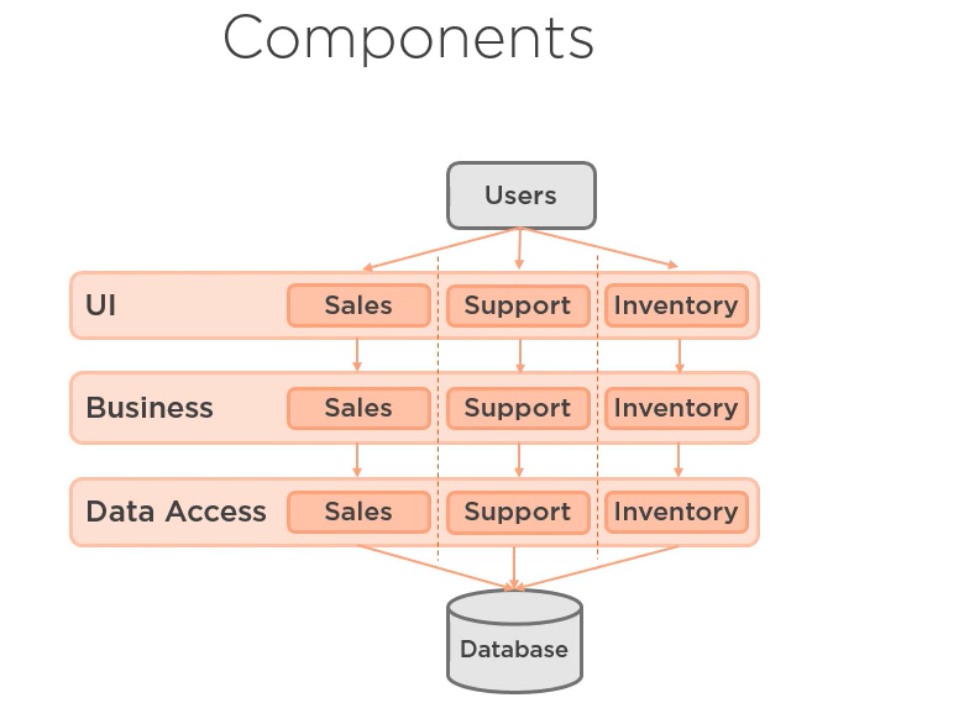 Components
Users
UI Sales Support Inventory
Business Sales Support Inventory
Data Access Sales Support Inventory
Database